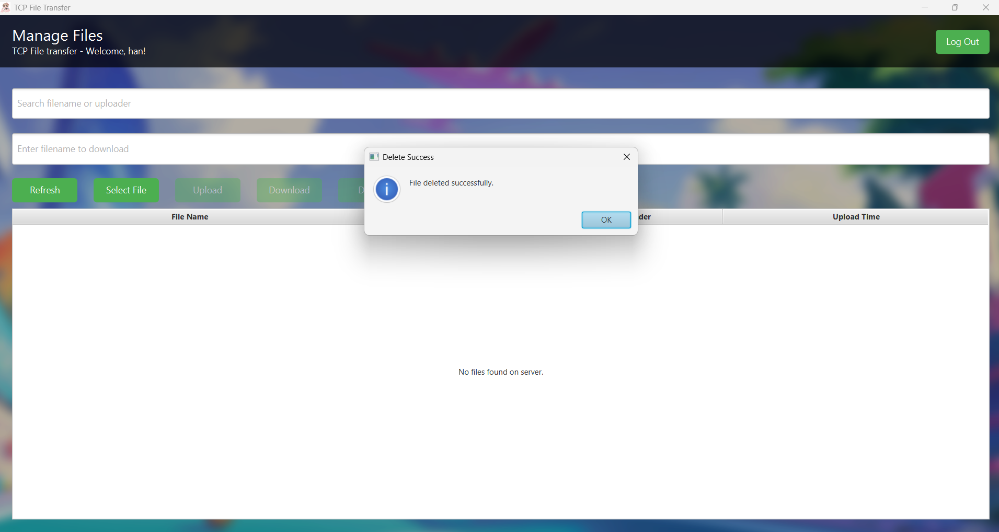 TCP File Transfer
Manage Files
TCP File transfer - Welcome, han!
Log Out
Search filename or uploader
Enter filename to download
Delete Success
File deleted successfully.
OK
Refresh
Select File
Upload
Download
File Name
Upload Time
No files found on server.